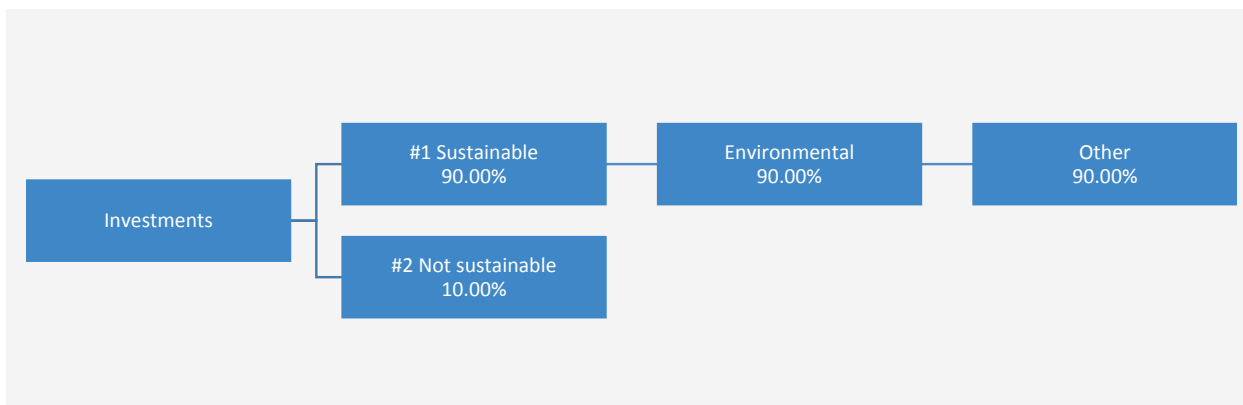 Investments
#1 Sustainable
90.00%
#2 Not sustainable
10.00%
Environmental
90.00%
Other
90.00%